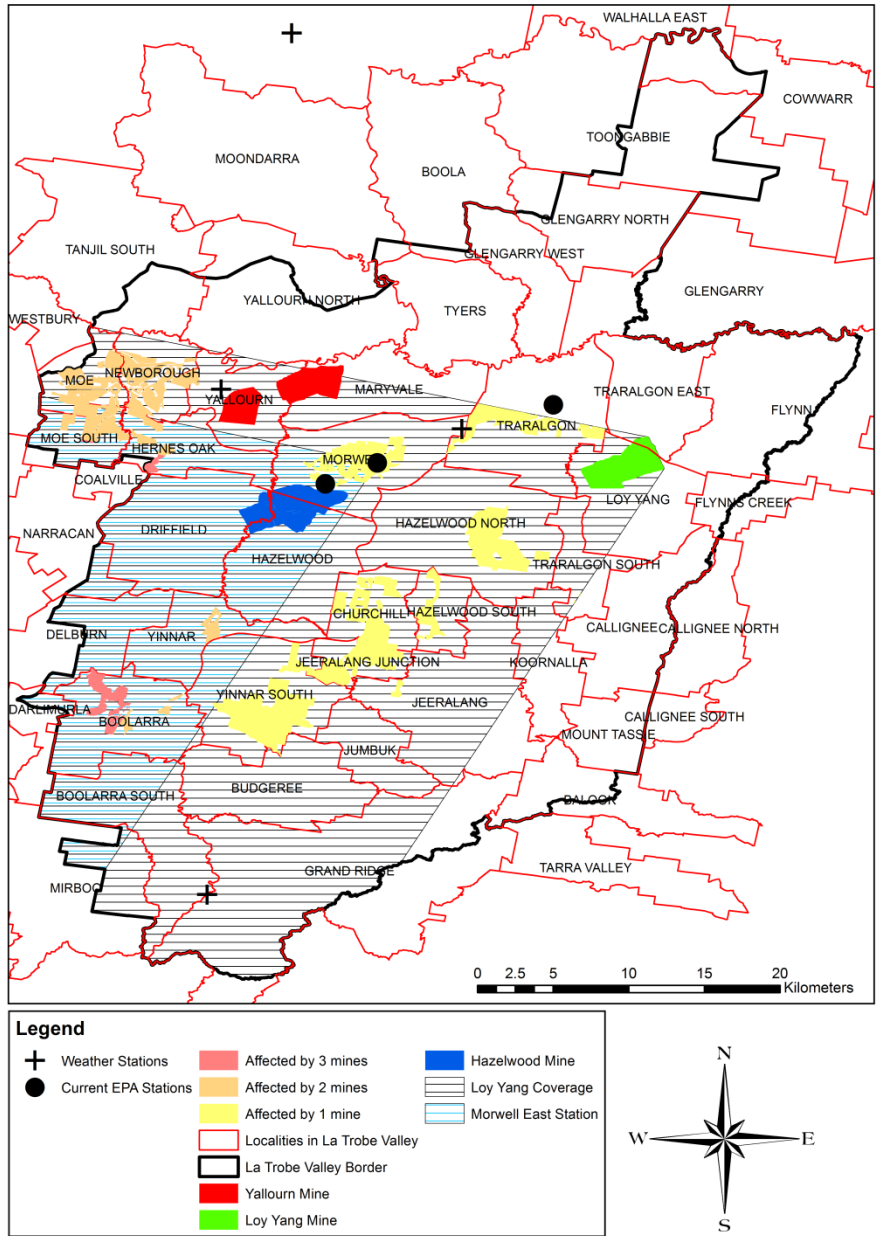 WALHALLA EAST
COWWARR
TOONGABBIE
MOONDARRA
BOOLA
GLENGARRY NORTH
TANJIL SOUTH
GLENGARRY WEST
GLENGARRY
YALLOURN NORTH
TYERS
WESTBURY
MOE
NEWBOROUGH
YALLOURN
MARYVALE
TRARALGON EAST
FLYNN
TRARALGON
MOE SOUTH
HERNES OAK
MORWE
COALVILLE
LOY YANG
FLYNNS CREEK
NARRACAN
DRIFFIELD
HAZELWOOD NORTH
HAZELWOOD
TRARALGON SOUTH
CHURCHILL
HAZELWOOD SOUTH
DELBURN
YINNAR
CALLIGNEE
CALLIGNEE NORTH
JEERALANG JUNCTION
KOORNALLA
YINNAR SOUTH
JEERALANG
DARLIMURLA
BOOLARRA
CALLIGNEE SOUTH
MOUNT TASSIE
JUMBUK
BOOLARRA SOUTH
BUDGEREE
BALOOK
GRAND RIDGE
TARRA VALLEY
MIRBOO
0 2.5 5 10 15 20
Kilometers
Legend
Weather Stations
Current EPA Stations
Affected by 3 mines
Affected by 2 mines
Affected by 1 mine
Localities in La Trobe Valley
La Trobe Valley Border
Yallourn Mine
Loy Yang Mine
Hazelwood Mine
Loy Yang Coverage
Morwell East Station
N
W E
S